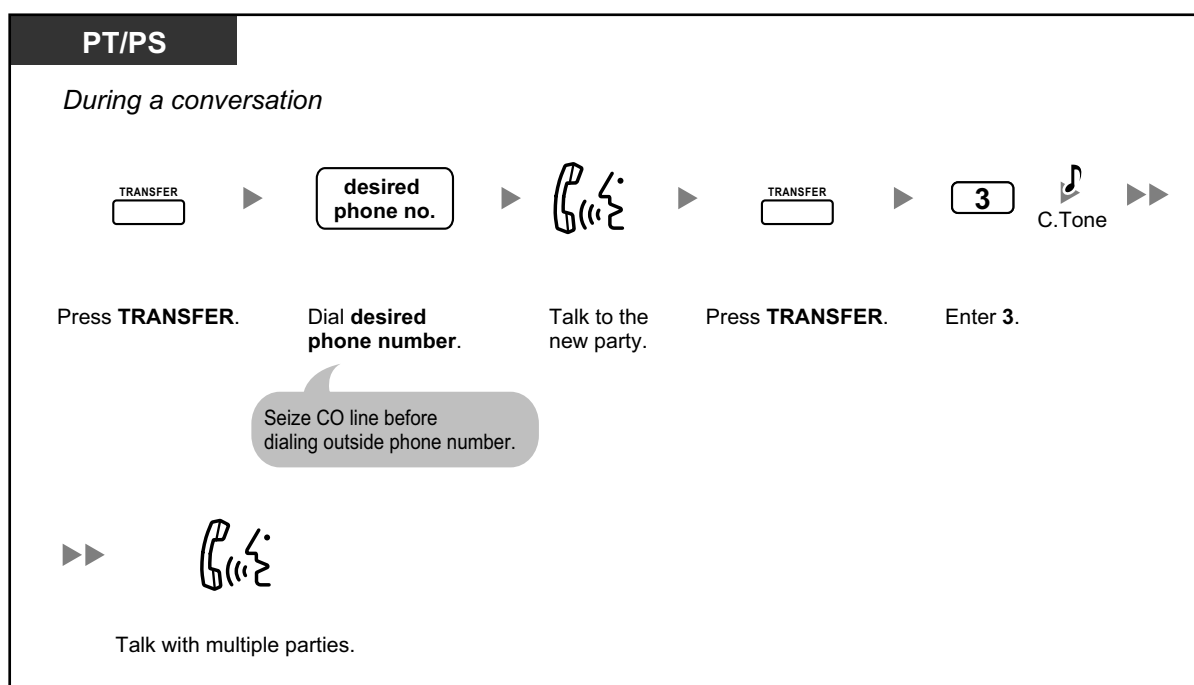 PT/PS
During a conversation
TRANSFER
desired
phone no.
TRANSFER
3
C.Tone
Press TRANSFER.
Dial desired
phone number.
Talk to the
new party.
Press TRANSFER.
Enter 3.
Seize CO line before
dialing outside phone number.
Talk with multiple parties.